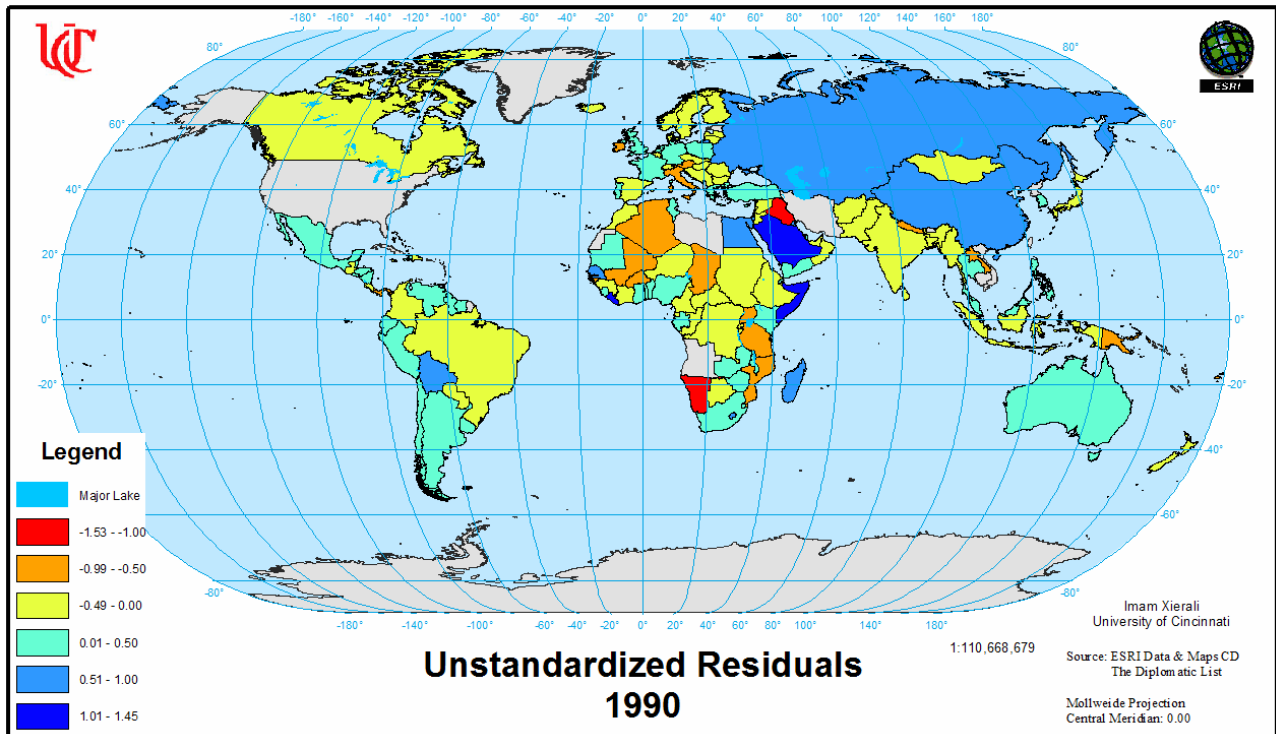 -180° -160° -140° -120° -100° -80° -60° -40° -20° 0° 20° 40° 60° 80° 100° 120° 140° 160° 180°
UC
ESRI
80° 80°
60° 60°
40° 40°
20° 20°
0° 0°
-20° -20°
-40°
-60°
-80° -80°
-140° -120° -100° -80° -60° -40° -20° 0° 20° 40° 60° 80° 100° 120° 140° 180°
Legend
Major Lake
-1.53 - -1.00
-0.99 - -0.50
-0.49 - 0.00
0.01 - 0.50
0.51 - 1.00
1.01 - 1.45
Unstandardized Residuals
1990
1:110,668,679
Imam Xierali
University of Cincinnati
Source: ESRI Data & Maps CD
The Diplomatic List
Mollweide Projection
Central Meridian: 0.00